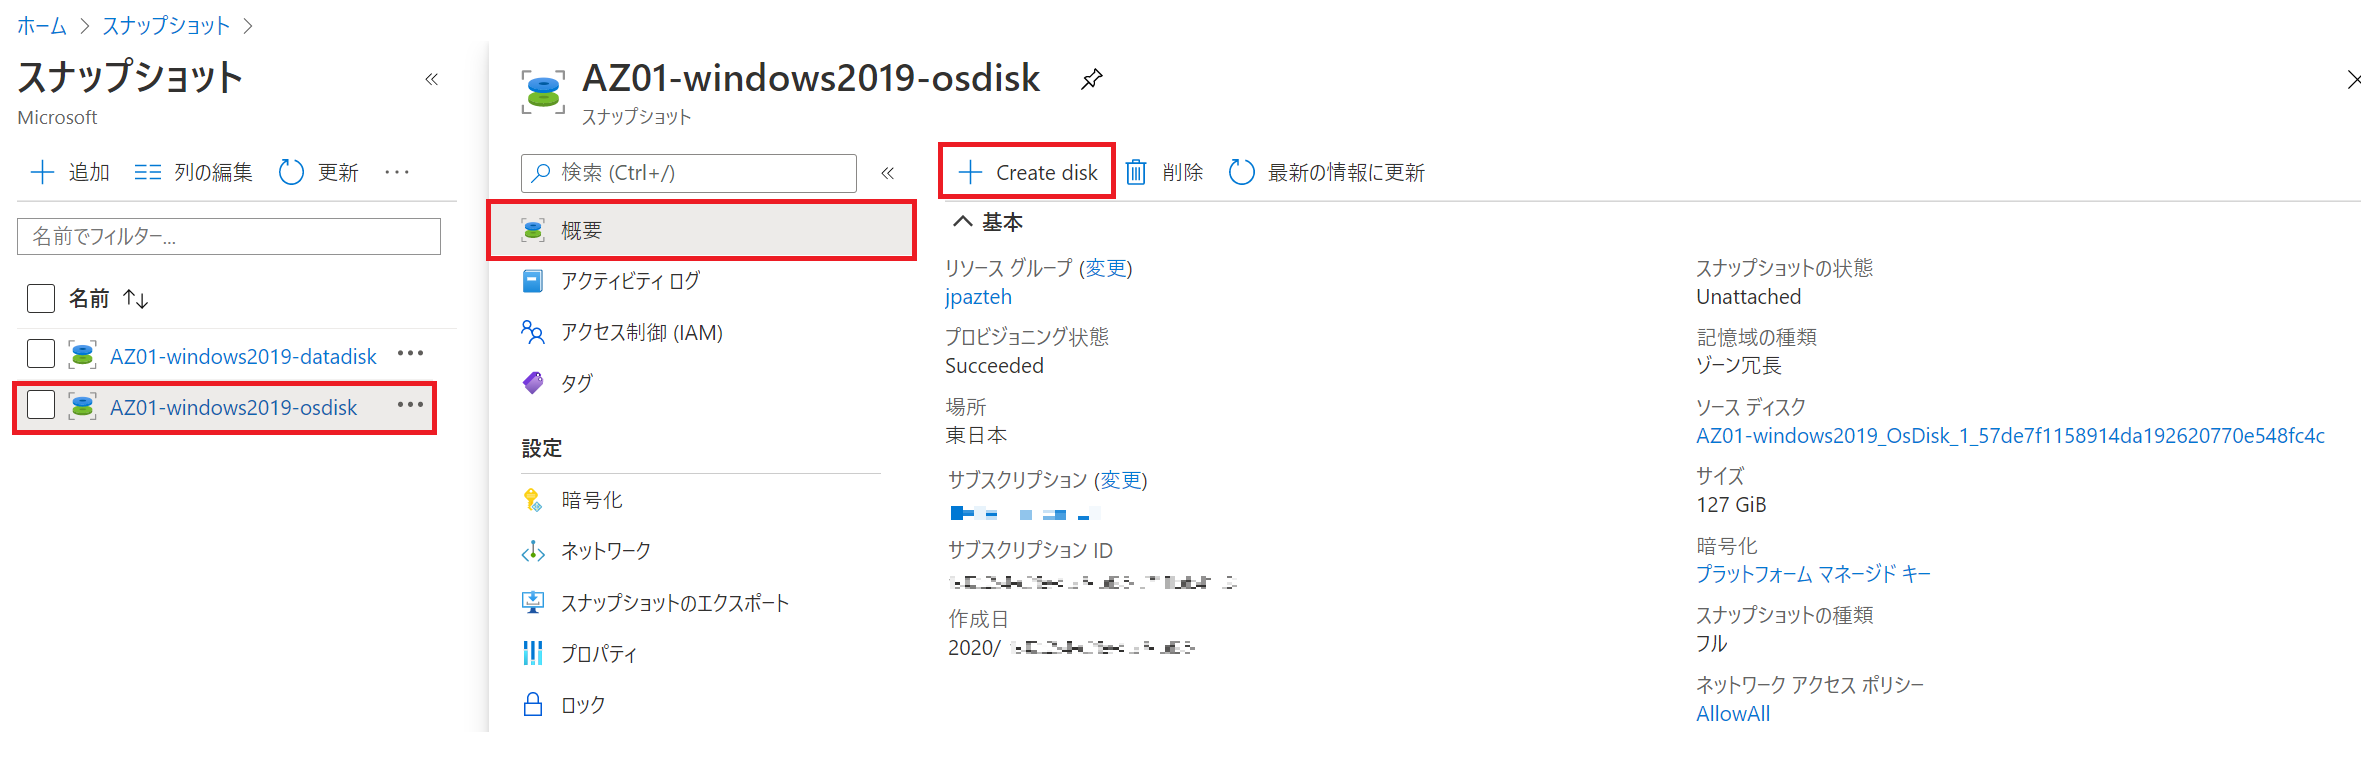 ホーム > スナップショット >
スナップショット
Microsoft
追加 列の編集 更新 ...
名前でフィルター...
名前
AZ01-windows2019-datadisk
AZ01-windows2019-osdisk
AZ01-windows2019-osdisk
スナップショット
検索 (Ctrl+/)
概要
アクティビティ ログ
アクセス制御 (IAM)
タグ
設定
暗号化
ネットワーク
スナップショットのエクスポート
プロパティ
ロック
Create disk 削除 最新の情報に更新
基本
リソース グループ (変更)
jpazteh
プロビジョニング状態
Succeeded
場所
東日本
サブスクリプション (変更)
サブスクリプション ID
作成日
2020/
スナップショットの状態
Unattached
記憶域の種類
ゾーン冗長
ソース ディスク
AZ01-windows2019_OsDisk_1_57de7f1158914da192620770e548fc4c
サイズ
127 GiB
暗号化
プラットフォーム マネージド キー
スナップショットの種類
フル
ネットワーク アクセス ポリシー
AllowAll